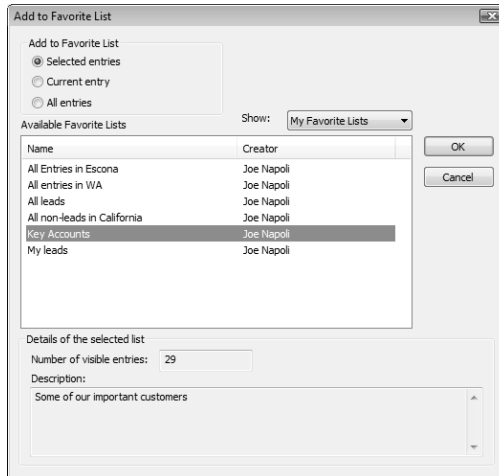 Add to Favorite List
Add to Favorite List
Selected entries
Current entry
All entries
Show: My Favorite Lists
Available Favorite Lists
Name Creator
OK
All Entries in Escona Joe Napoli
All entries in WA Joe Napoli
Cancel
All leads Joe Napoli
All non-leads in California Joe Napoli
Key Accounts Joe Napoli
My leads Joe Napoli
Details of the selected list
Number of visible entries: 29
Description:
Some of our important customers